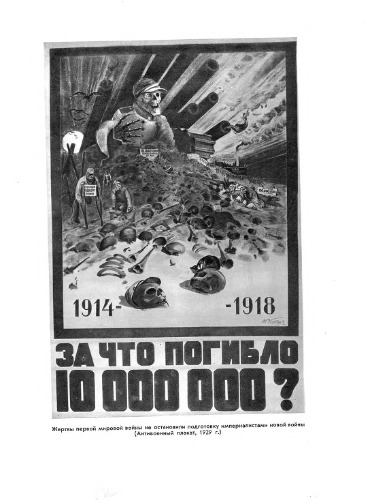 1914-
-1918
ЗА ЧТО ПОГИБЛО
10 000 000?
Жертвы первой мировой войны не остановили подготовку империалистами новой войны
(Антивоенный плакат, 1929 г.)